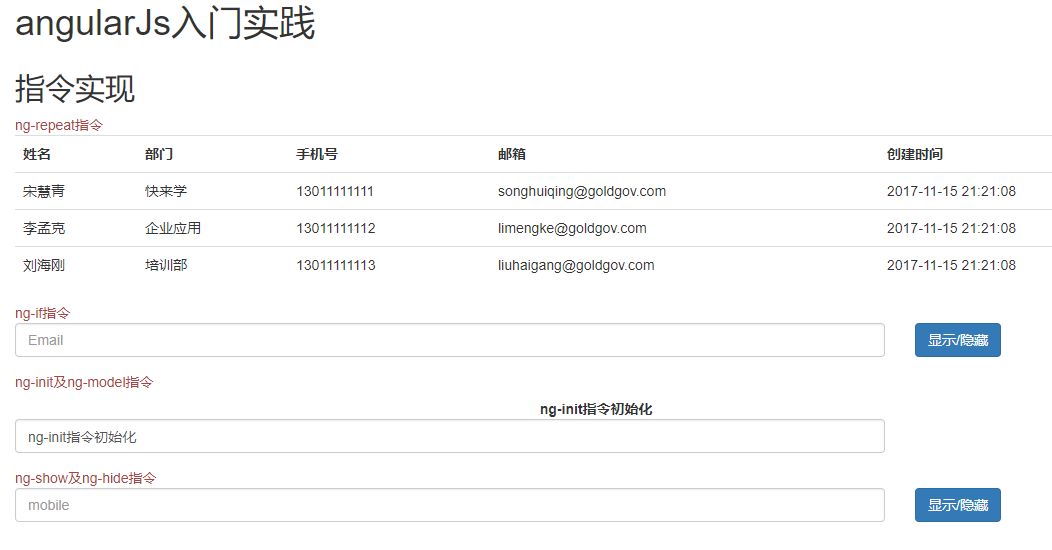 angularJs入门实践
指令实现
ng-repeat指令
姓名 部门 手机号 邮箱 创建时间
宋慧青 快来学 13011111111 songhuiqing@goldgov.com 2017-11-15 21:21:08
李孟克 企业应用 13011111112 limengke@goldgov.com 2017-11-15 21:21:08
刘海刚 培训部 13011111113 liuhaigang@goldgov.com 2017-11-15 21:21:08
ng-if指令
Email 显示/隐藏
ng-init及ng-model指令
ng-init指令初始化
ng-init指令初始化
ng-show及ng-hide指令
mobile 显示/隐藏